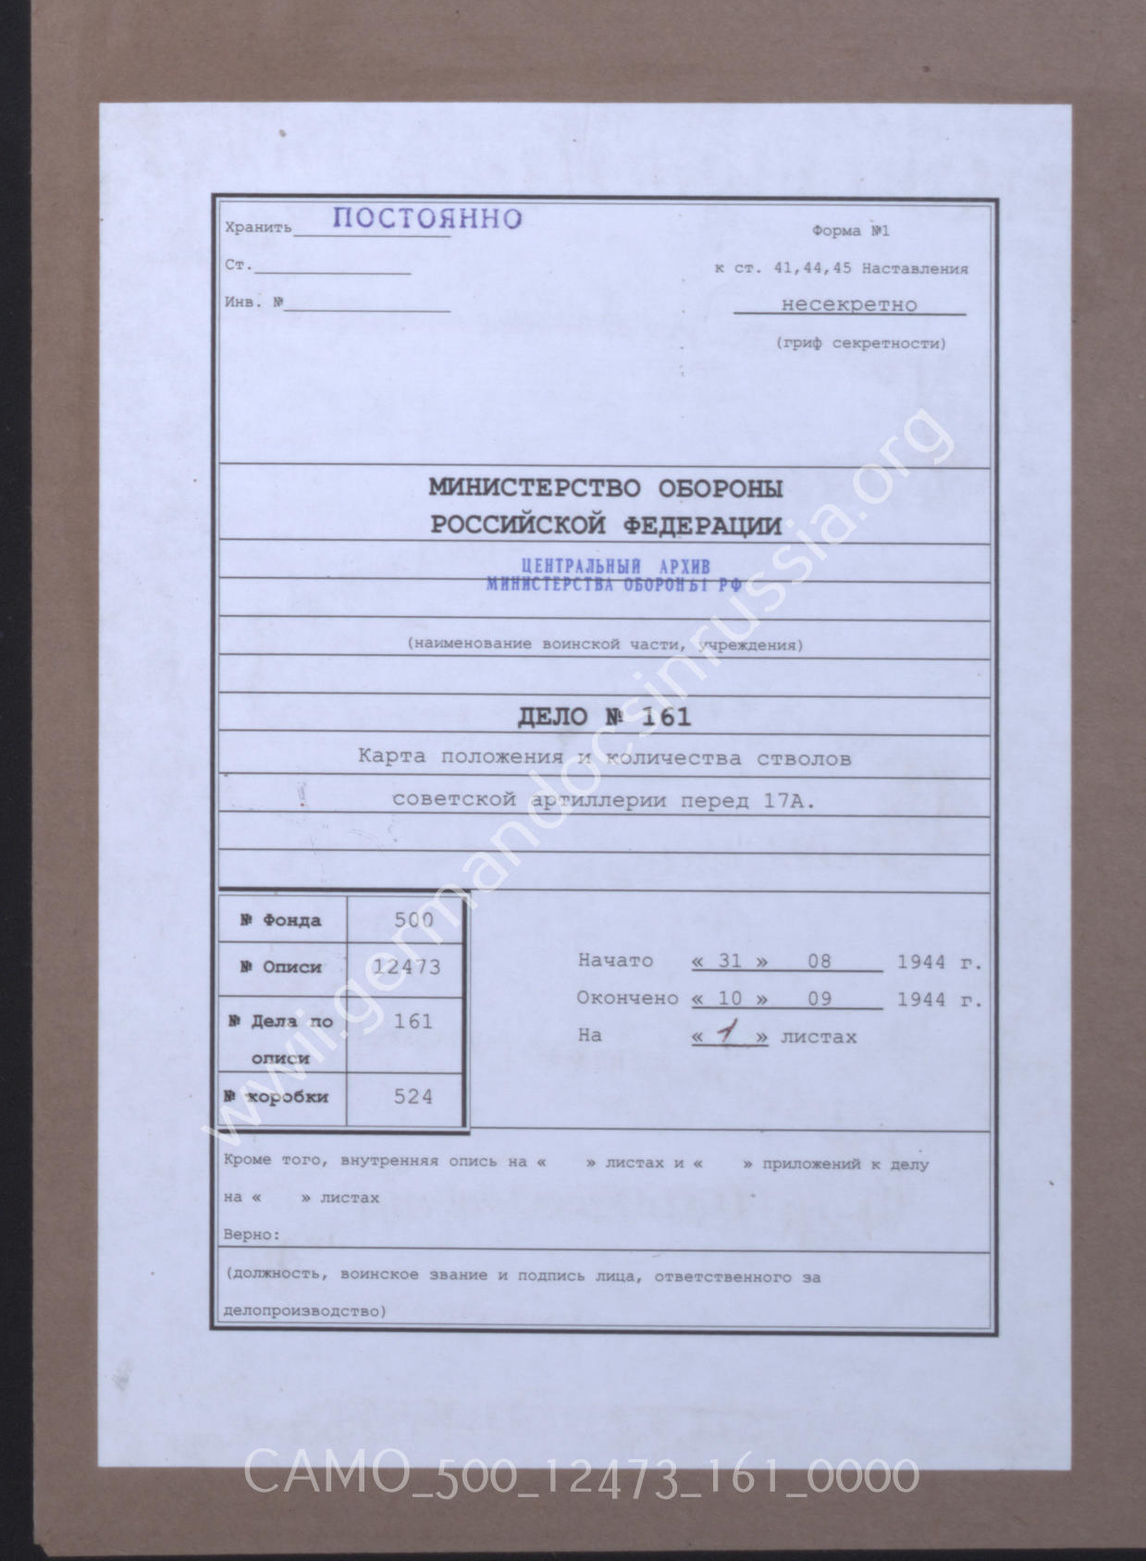 Хранить ПОСТОЯННО
Форма №1
Ст.
к ст. 41,44,45 Наставления
Инв. №
несекретно
(гриф секретности)
МИНИСТЕРСТВО ОБОРОНЫ
РОССИЙСКОЙ ФЕДЕРАЦИИ
ЦЕНТРАЛЬНЫЙ АРХИВ
МИНИСТЕРСТВА ОБОРОНЫ РФ
(наименование воинской части, учреждения)
ДЕЛО № 161
Карта положения и количества стволов
советской артиллерии перед 17А.
№ Фонда 500
№ Описи 12473
№ Дела по 161
описи
№ коробки 524
Начато « 31 » 08 1944 г.
Окончено « 10 » 09 1944 г.
На « 1 » листах
Кроме того, внутренняя опись на « » листах и « » приложений к делу
на « » листах
Верно:
(должность, воинское звание и подпись лица, ответственного за
делопроизводство)
www.germandocsinrussia.org
CAMO_500_12473_161_0000